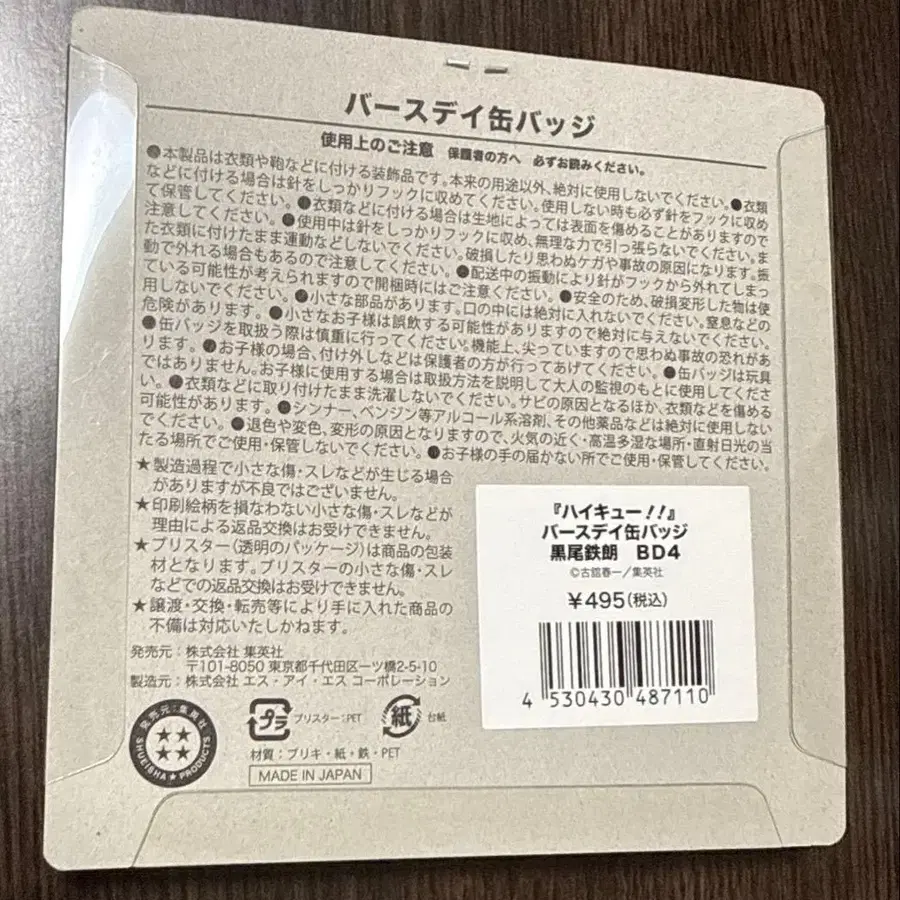 バースデイ缶バッジ
使用上のご注意 保護者の方へ 必ずお読みください。
●本製品は衣類や鞄などに付ける装飾品です。本来の用途以外、絶対に使用しないでください。●衣類
などに付ける場合は針をしっかりフックに収めてください。使用しない時も必ず針をフックに収め
て保管してください。●衣類などに付ける場合は生地によっては表面を傷めることがありますので
注意してください。●使用中は針をしっかりフックに収め、無理な力で引っ張らないでください。ま
た衣類に付けたまま運動などしないでください。破損したり思わぬケガや事故の原因になります。振
動で外れる場合もあるので注意してください。●配送中の振動により針がフックから外れてしまっ
ている可能性が考えられますので開梱時にはご注意ください。●安全のため、破損変形した物は使
用しないでください。●小さな部品があります。口の中には絶対に入れないでください。窒息などの
危険があります。●小さなお子様は誤飲する可能性がありますので絶対に与えないでください。
●缶バッジを取扱う際は慎重に行ってください。機能上、尖っていますので思わぬ事故の恐れがあ
ります。●お子様の場合、付け外しなどは保護者の方が行ってあげてください。●缶バッジは玩具
ではありません。お子様に使用する場合は取扱方法を説明して大人の監視のもとに使用してくださ
い。●衣類などに取り付けたまま洗濯しないでください。サビの原因となるほか、衣類などを傷める
可能性があります。●シンナー、ベンジン等アルコール系溶剤、その他薬品などは絶対に使用しない
でください。●退色や変色、変形の原因となりますので、火気の近く・高温多湿な場所・直射日光の当
たる場所でご使用・保管しないでください。●お子様の手の届かない所でご使用・保管してください。
★製造過程で小さな傷・スレなどが生じる場合
がありますが不良ではございません。
★印刷絵柄を損なわない小さな傷・スレなどが
理由による返品交換はお受けできません。
★ブリスター(透明のパッケージ)は商品の包装
材となります。ブリスターの小さな傷・スレ
などでの返品交換はお受けできません。
★譲渡・交換・転売等により手に入れた商品の
不備は対応いたしかねます。
発売元:株式会社 集英社
〒101-8050 東京都千代田区一ツ橋2-5-10
製造元:株式会社 エス・アイ・エス コーポレーション
発売元:集英社
SHUEISHA★PRODUCTS
プラ ブリスター:PET 紙 台紙
材質:ブリキ・紙・鉄・PET
MADE IN JAPAN
『ハイキュー!!』
バースデイ缶バッジ
黒尾鉄朗 BD4
©古舘春一/集英社
¥495(税込)
4 530430 487110